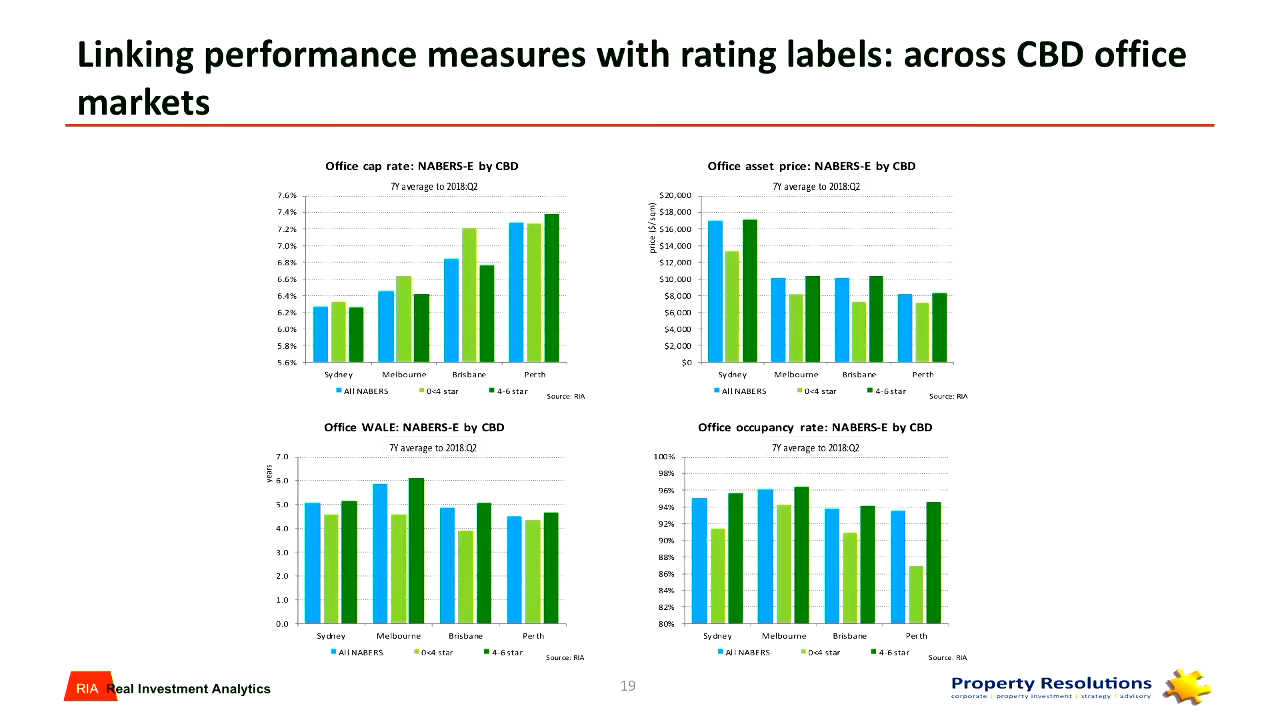 Linking performance measures with rating labels: across CBD office
markets
Office cap rate: NABERS-E by CBD
7Y average to 2018:Q2
7.6%
7.4%
7.2%
7.0%
6.8%
6.6%
6.4%
6.2%
6.0%
5.8%
5.6%
Sydney Melbourne Brisbane Perth
All NABERS 0<4 star 4-6 star
Source: RIA
Office asset price: NABERS-E by CBD
7Y average to 2018:Q2
price ($/sqm)
$20,000
$18,000
$16,000
$14,000
$12,000
$10,000
$8,000
$6,000
$4,000
$2,000
$0
Sydney Melbourne Brisbane Perth
All NABERS 0<4 star 4-6 star
Source: RIA
Office WALE: NABERS-E by CBD
7Y average to 2018:Q2
years
7.0
6.0
5.0
4.0
3.0
2.0
1.0
0.0
Sydney Melbourne Brisbane Perth
All NABERS 0<4 star 4-6 star
Source: RIA
Office occupancy rate: NABERS-E by CBD
7Y average to 2018:Q2
100%
98%
96%
94%
92%
90%
88%
86%
84%
82%
80%
Sydney Melbourne Brisbane Perth
All NABERS 0<4 star 4-6 star
Source: RIA
RIA Real Investment Analytics
19
Property Resolutions
corporate | property investment | strategy | advisory